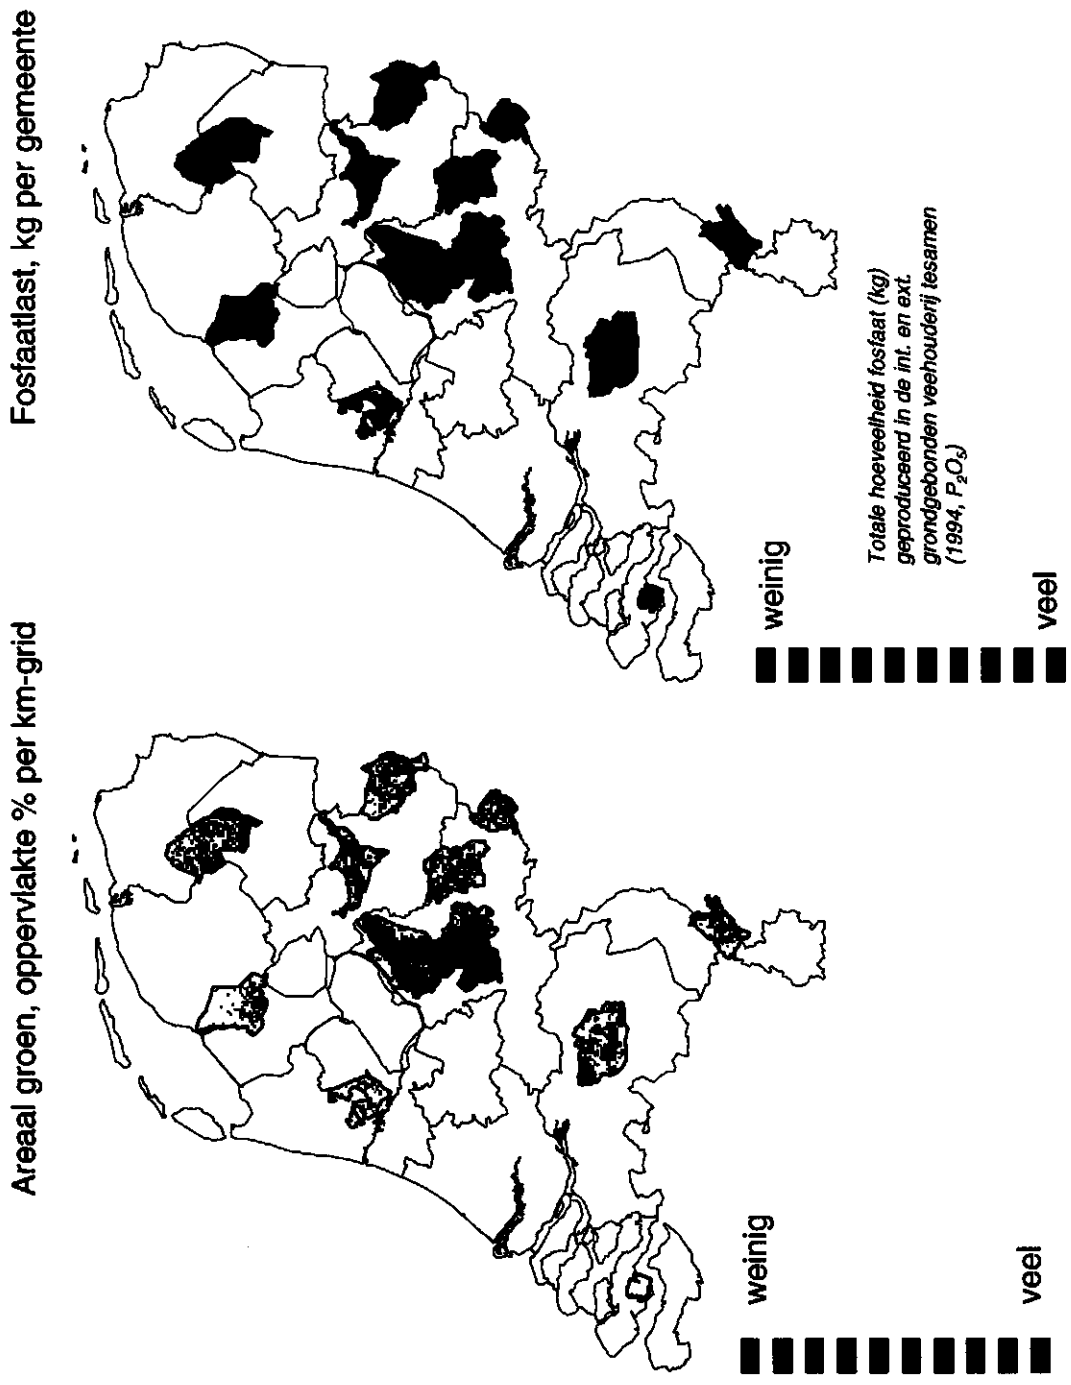 Areaal groen, oppervlakte % per km-grid
weinig
veel
Fosfaatlast, kg per gemeente
weinig
veel
Totale hoeveelheid fosfaat (kg)
geproduceerd in de int. en ext.
grondgebonden veehouderij tesamen
(1994, P₂O₅)